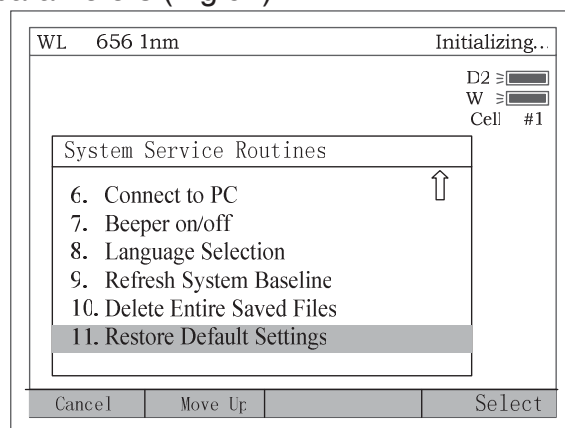 WL 656 1nm Initializing...
D2
W
Cell #1
System Service Routines
6. Connect to PC
7. Beeper on/off
8. Language Selection
9. Refresh System Baseline
10. Delete Entire Saved Files
11. Restore Default Settings
Cancel Move Up Select